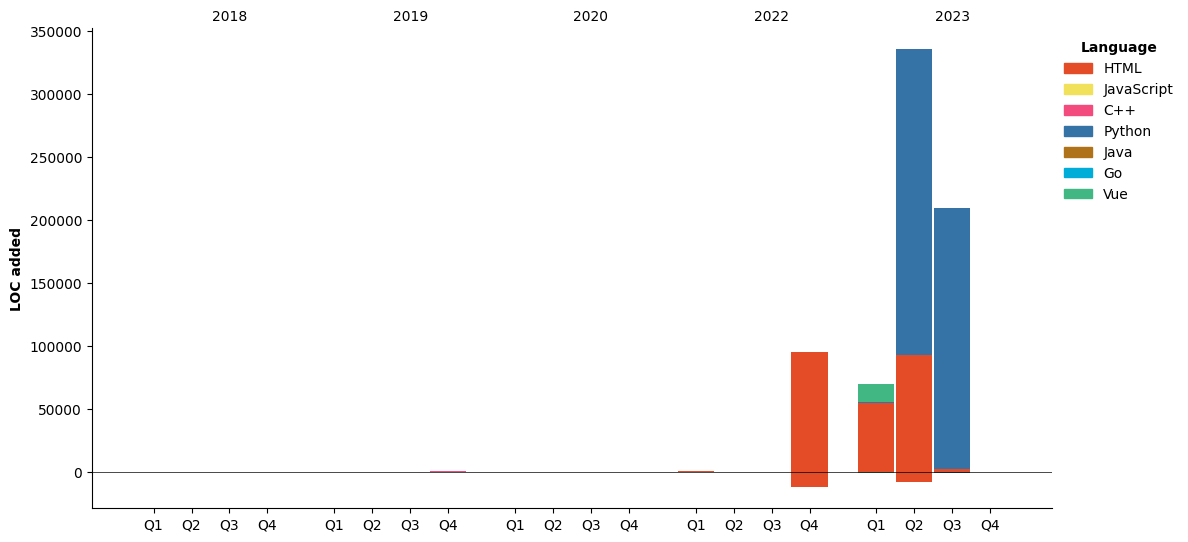 2018 2019 2020 2022 2023
350000
300000
250000
200000
150000
100000
50000
0
LOC added
Q1 Q2 Q3 Q4 Q1 Q2 Q3 Q4 Q1 Q2 Q3 Q4 Q1 Q2 Q3 Q4 Q1 Q2 Q3 Q4
Language
HTML
JavaScript
C++
Python
Java
Go
Vue